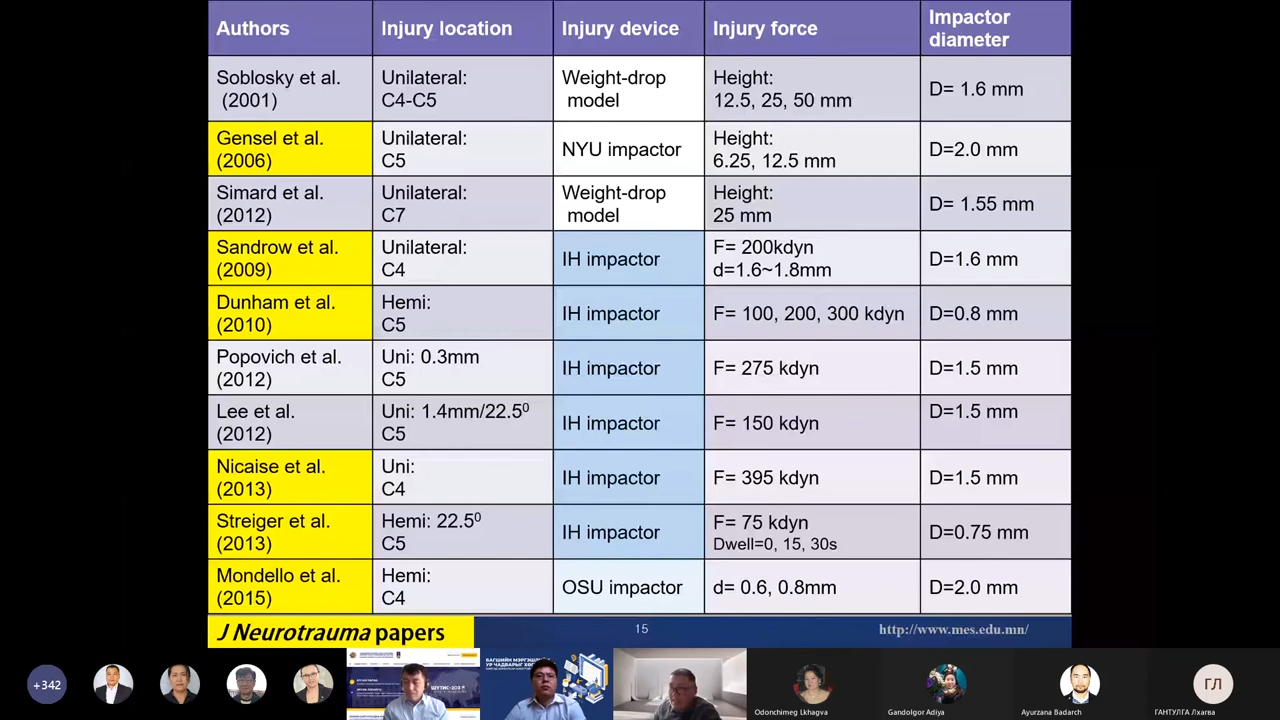 Authors
Injury location
Injury device
Injury force
Impactor
diameter
Soblosky et al.
(2001)
Unilateral:
C4-C5
Weight-drop
model
Height:
12.5, 25, 50 mm
D= 1.6 mm
Gensel et al.
(2006)
Unilateral:
C5
NYU impactor
Height:
6.25, 12.5 mm
D=2.0 mm
Simard et al.
(2012)
Unilateral:
C7
Weight-drop
model
Height:
25 mm
D= 1.55 mm
Sandrow et al.
(2009)
Unilateral:
C4
IH impactor
F= 200kdyn
d=1.6~1.8mm
D=1.6 mm
Dunham et al.
(2010)
Hemi:
C5
IH impactor
F= 100, 200, 300 kdyn
D=0.8 mm
Popovich et al.
(2012)
Uni: 0.3mm
C5
IH impactor
F= 275 kdyn
D=1.5 mm
Lee et al.
(2012)
Uni: 1.4mm/22.5⁰
C5
IH impactor
F= 150 kdyn
D=1.5 mm
Nicaise et al.
(2013)
Uni:
C4
IH impactor
F= 395 kdyn
D=1.5 mm
Streiger et al.
(2013)
Hemi: 22.5⁰
C5
IH impactor
F= 75 kdyn
Dwell=0, 15, 30s
D=0.75 mm
Mondello et al.
(2015)
Hemi:
C4
OSU impactor
d= 0.6, 0.8mm
D=2.0 mm
J Neurotrauma papers
15
http://www.mes.edu.mn/
+342
ШУТИС-203
БАГШИЙН МЭРГЭШЛИЙН
УР ЧАДВАРЫГ
ГЛ
Odonchimeg Lkhagva
Gandolgor Adiya
Ayurzana Badarch
ГАНТУЛГА Лхагва